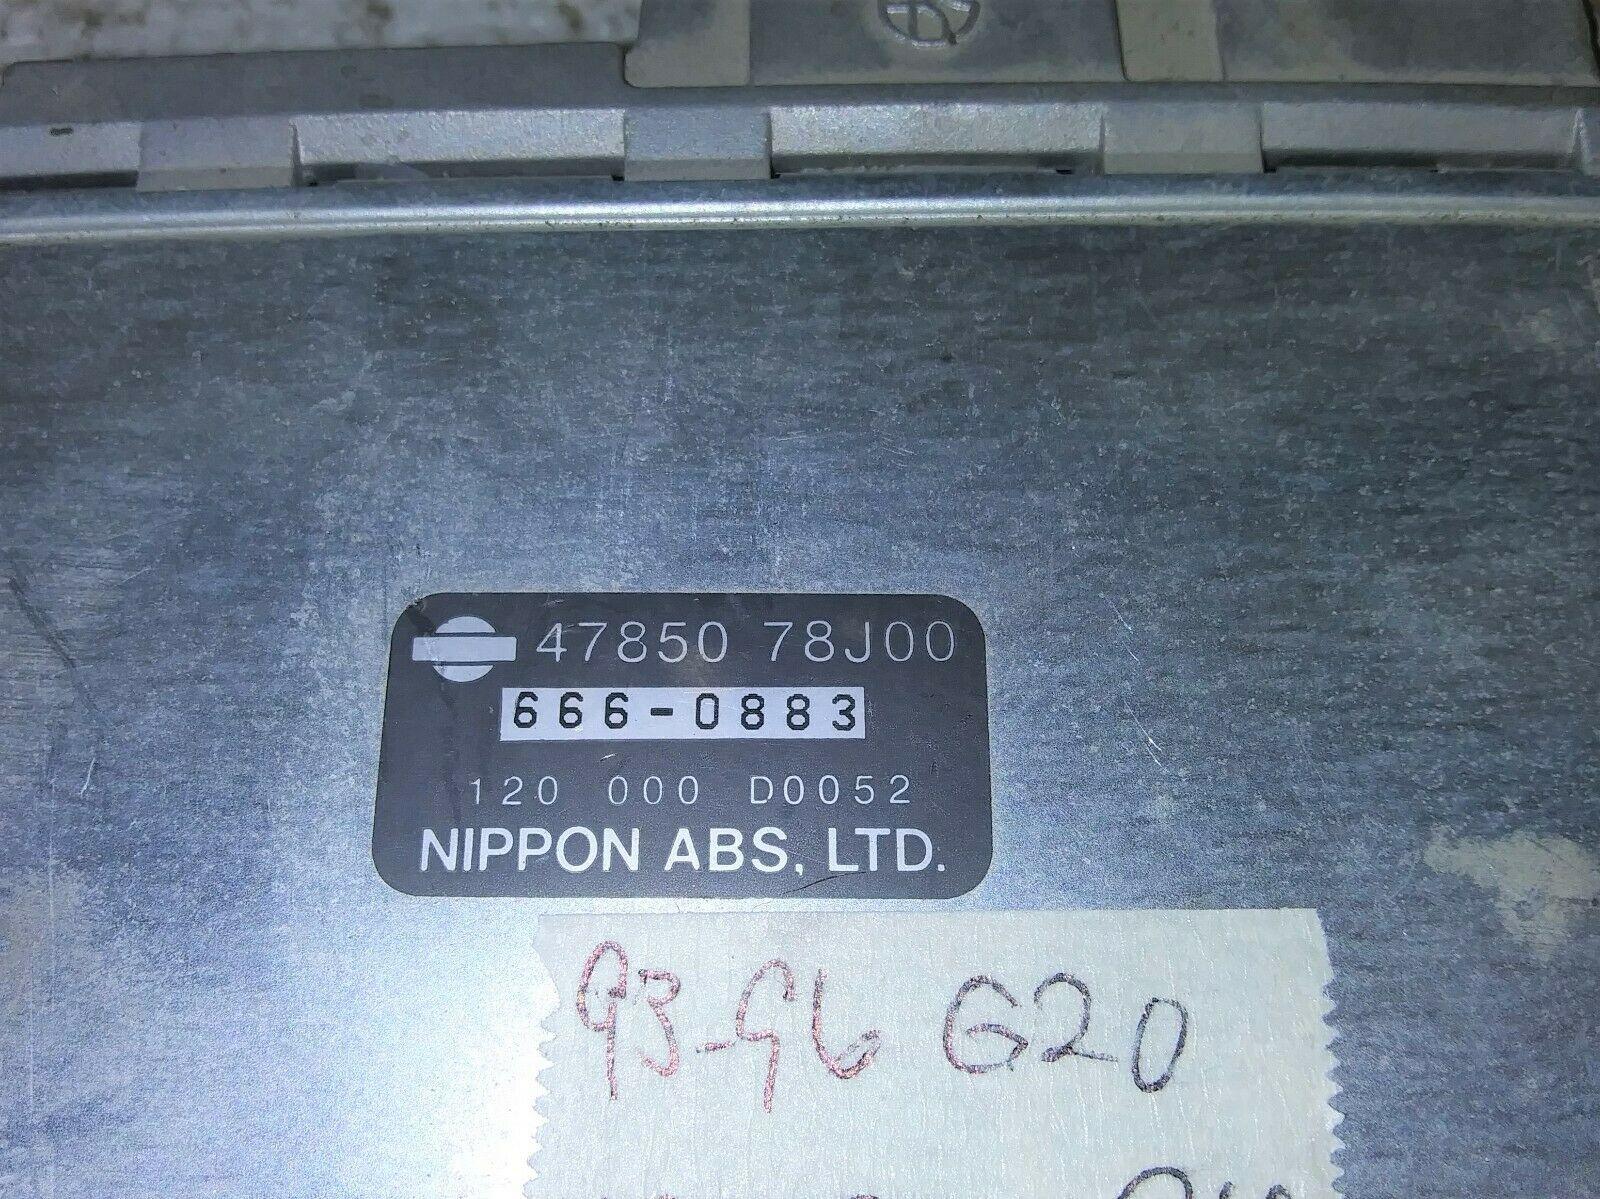 47850 78J00
666-0883
120 000 D0052
NIPPON ABS, LTD.
93-96 G20